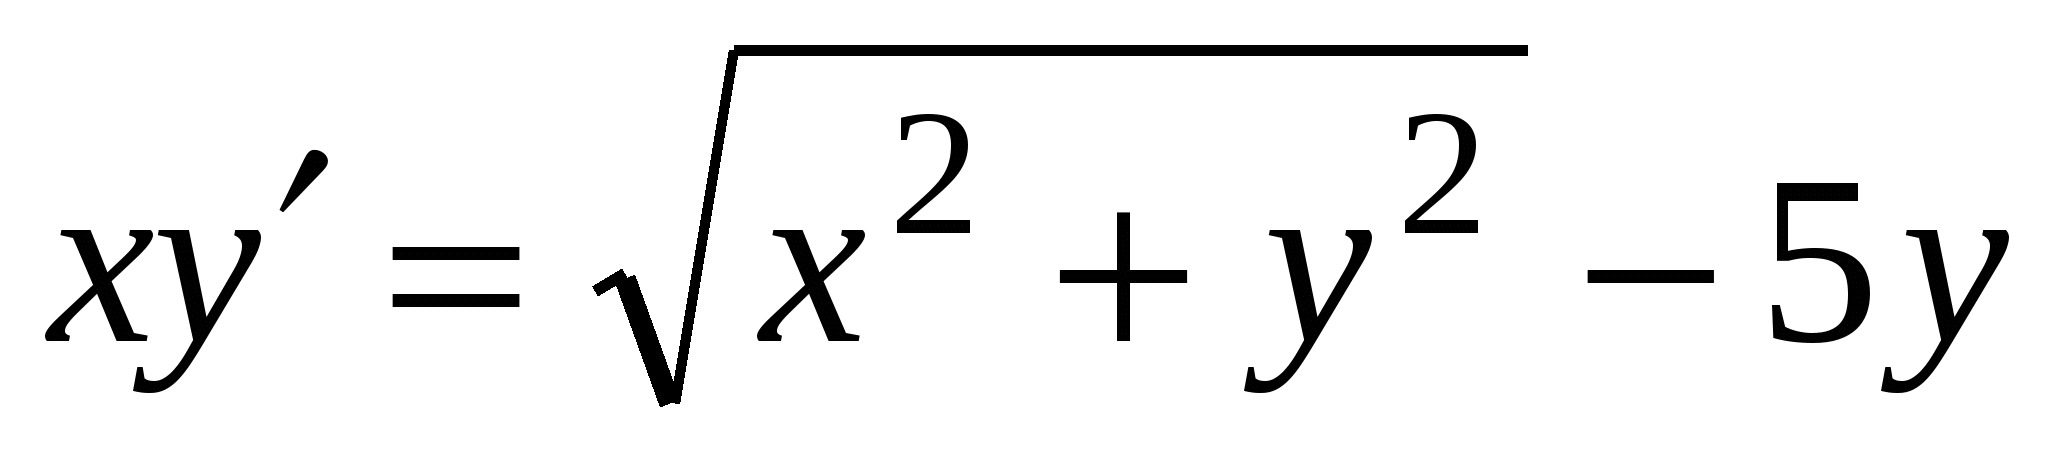 xy′ = √(x² + y²) − 5y